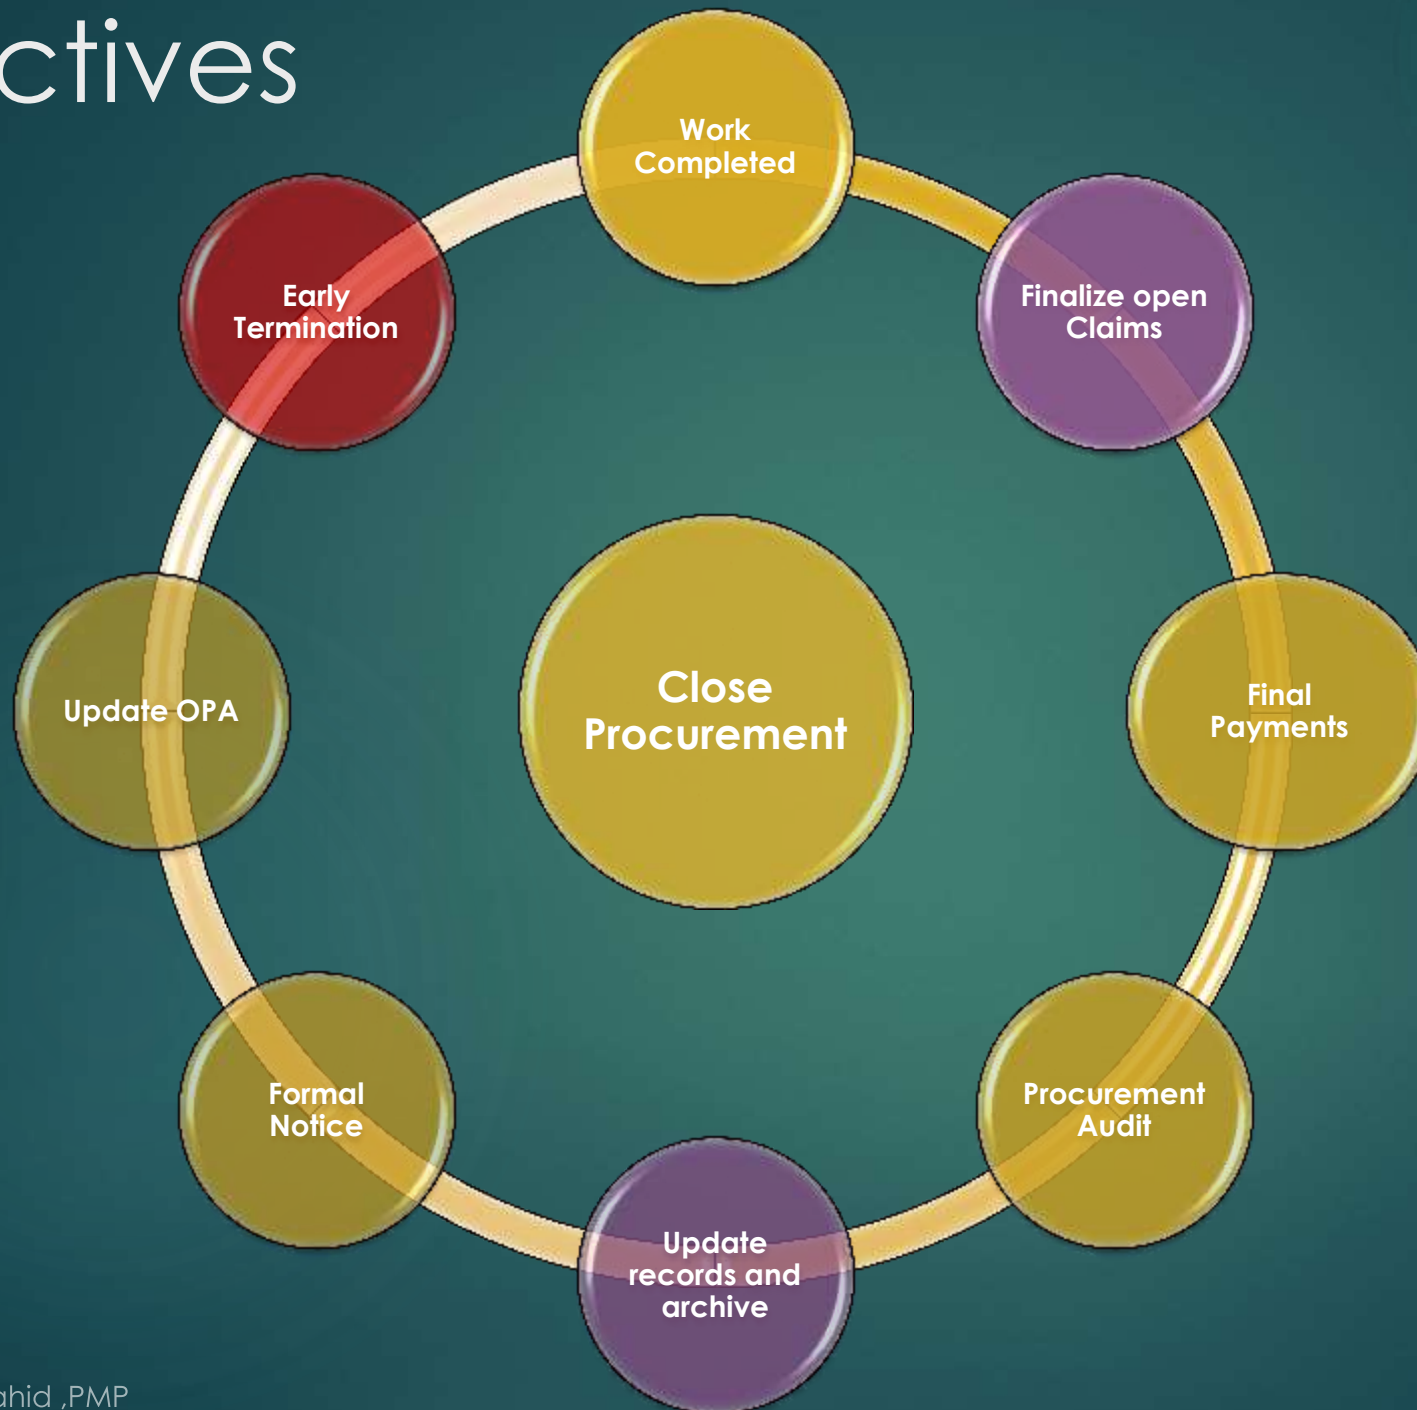 ctives
Work
Completed
Early
Termination
Finalize open
Claims
Close
Procurement
Update OPA
Final
Payments
Formal
Notice
Procurement
Audit
Update
records and
archive
ahid ,PMP